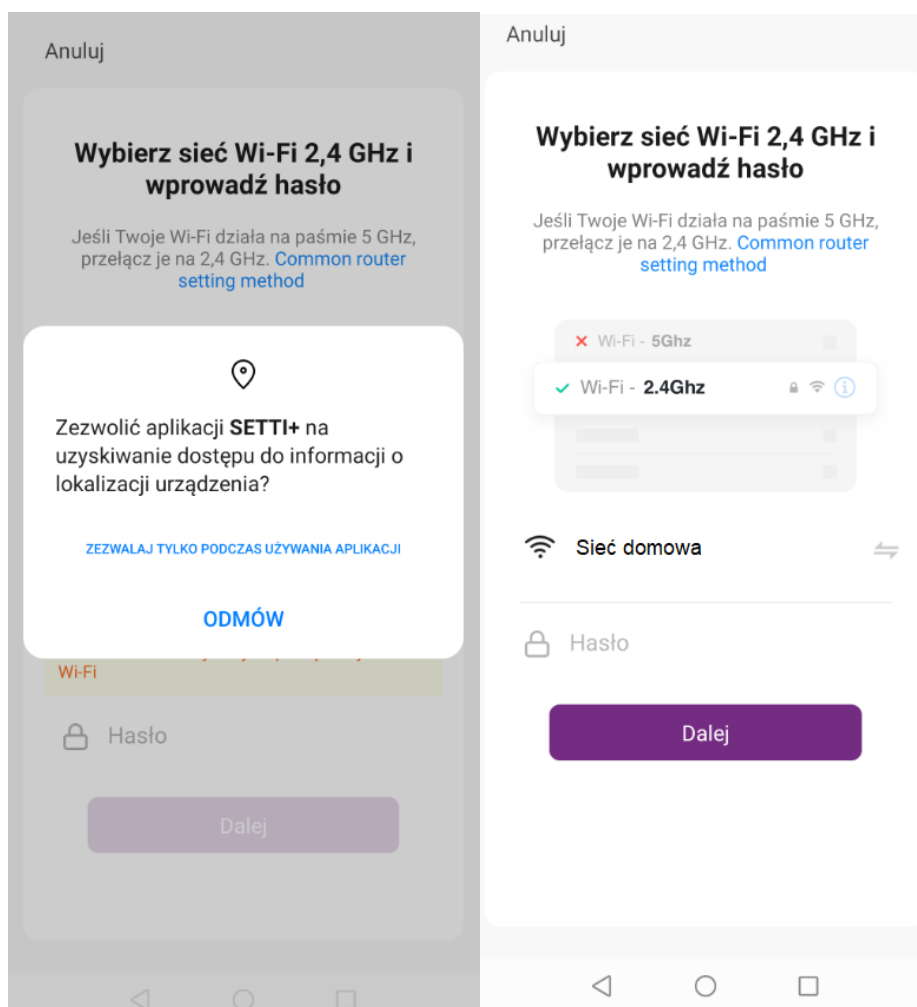 Anuluj
Wybierz sieć Wi-Fi 2,4 GHz i
wprowadź hasło
Jeśli Twoje Wi-Fi działa na paśmie 5 GHz,
przełącz je na 2,4 GHz. Common router
setting method
Zezwolić aplikacji SETTI+ na
uzyskiwanie dostępu do informacji o
lokalizacji urządzenia?
ZEZWALAJ TYLKO PODCZAS UŻYWANIA APLIKACJI
ODMÓW
Wi-Fi
Hasło
Dalej
Anuluj
Wybierz sieć Wi-Fi 2,4 GHz i
wprowadź hasło
Jeśli Twoje Wi-Fi działa na paśmie 5 GHz,
przełącz je na 2,4 GHz. Common router
setting method
Wi-Fi - 5Ghz
Wi-Fi - 2.4Ghz
Sieć domowa
Hasło
Dalej